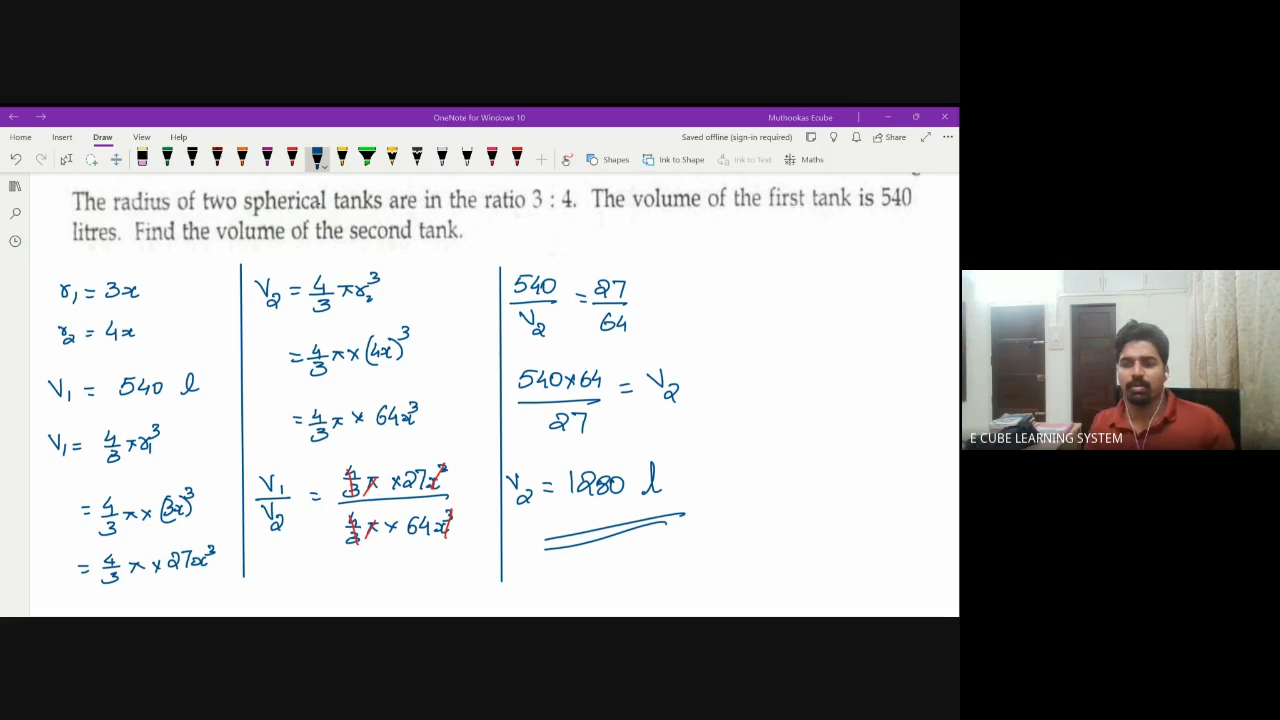 OneNote for Windows 10
Muthookas Ecube
Home Insert Draw View Help
Saved offline (sign-in required)
Share
Shapes
Ink to Shape
Ink to Text
Maths
The radius of two spherical tanks are in the ratio 3 : 4. The volume of the first tank is 540
litres. Find the volume of the second tank.
r₁ = 3x
r₂ = 4x
V₁ = 540 l
V₁ = 4/3 πr₁³
= 4/3 π × (3x)³
= 4/3 π × 27x³
V₂ = 4/3 πr₂³
= 4/3 π × (4x)³
= 4/3 π × 64x³
V₁/V₂ = (4/3 π × 27x³)/(4/3 π × 64x³)
540/V₂ = 27/64
(540×64)/27 = V₂
V₂ = 1280 l
E CUBE LEARNING SYSTEM